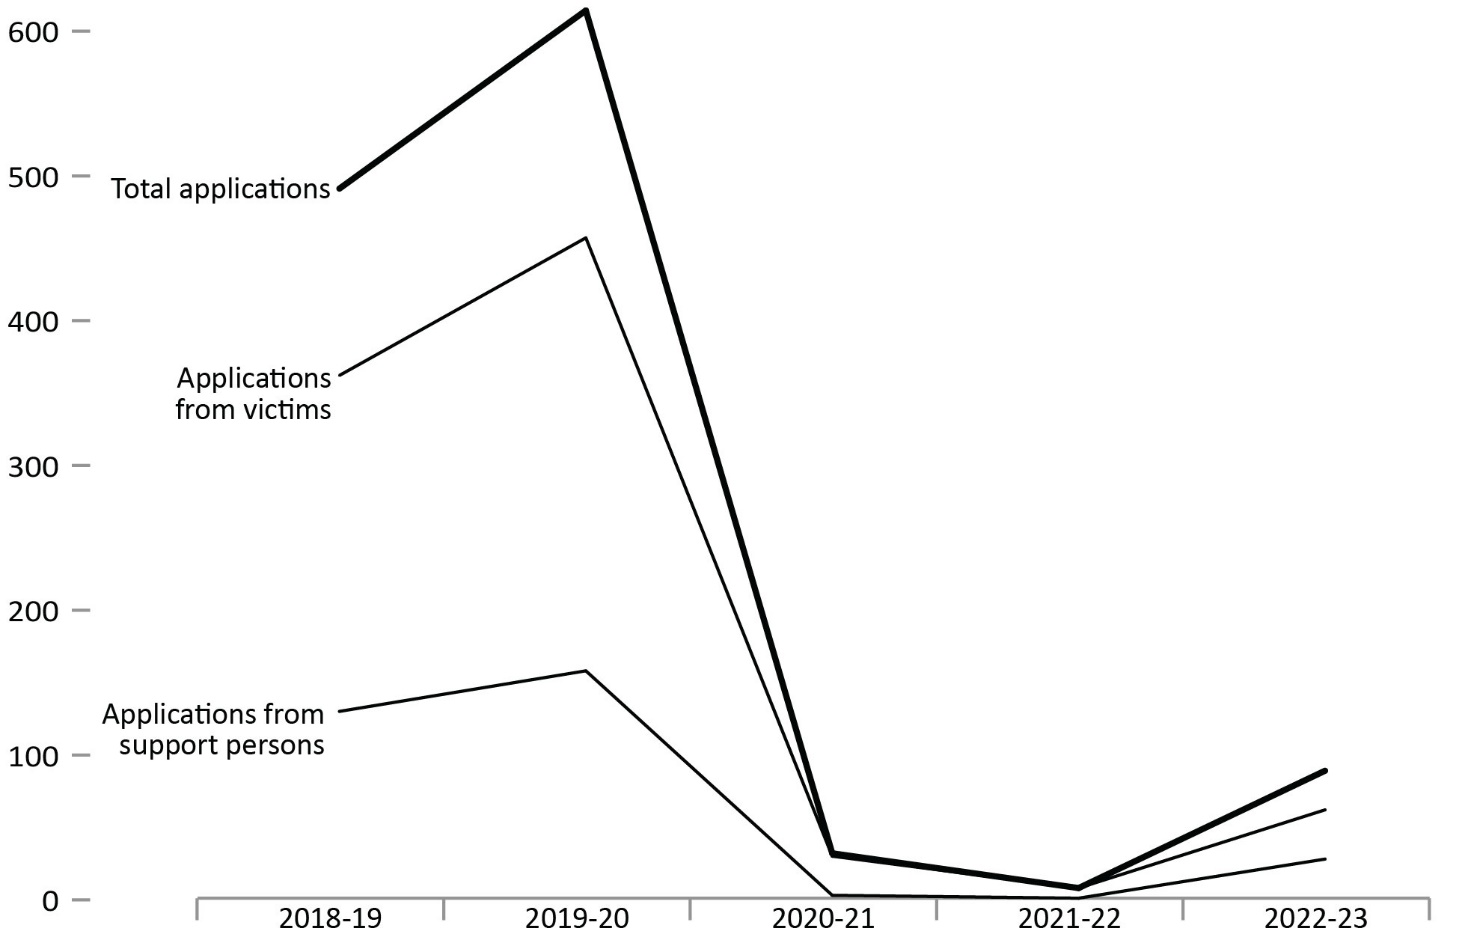 600
500
Total applications
400
Applications
from victims
300
200
Applications from
support persons
100
0
2018-19
2019-20
2020-21
2021-22
2022-23